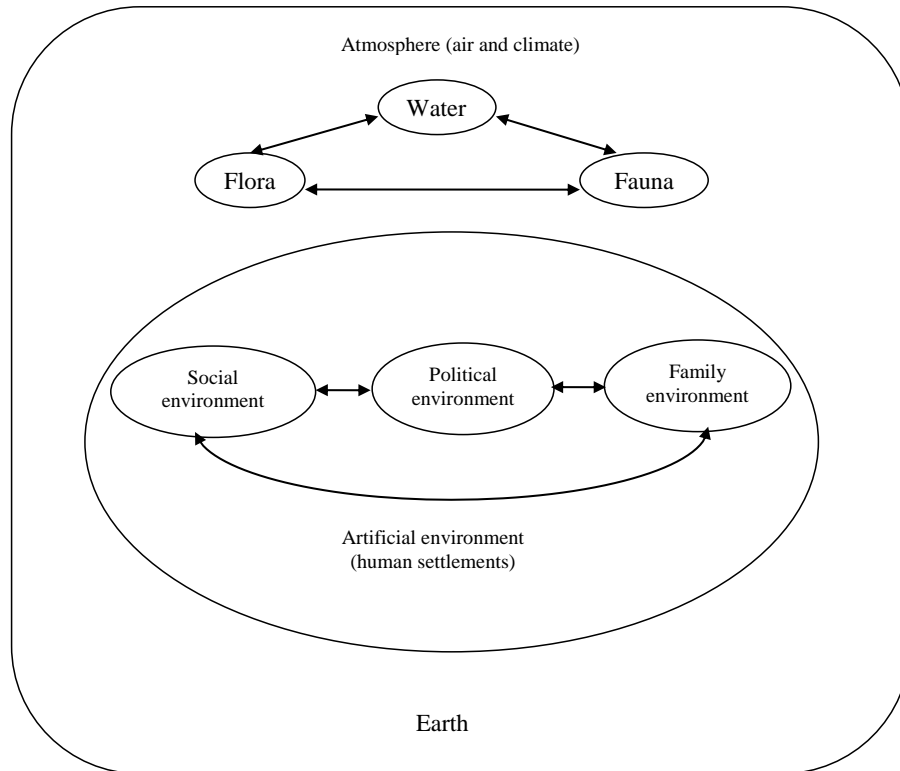 Atmosphere (air and climate)
Water
Flora
Fauna
Social
environment
Political
environment
Family
environment
Artificial environment
(human settlements)
Earth